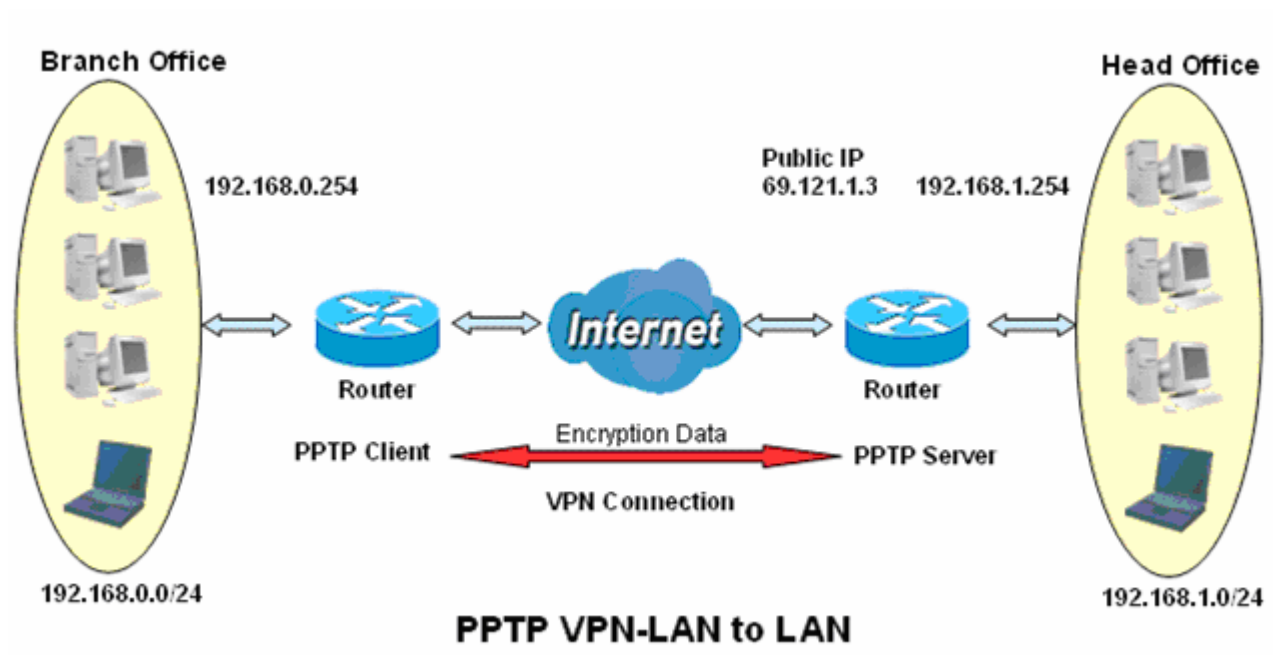 Branch Office
Head Office
Public IP
69.121.1.3
192.168.0.254
192.168.1.254
Internet
Router
Router
Encryption Data
PPTP Client
PPTP Server
VPN Connection
192.168.0.0/24
192.168.1.0/24
PPTP VPN-LAN to LAN